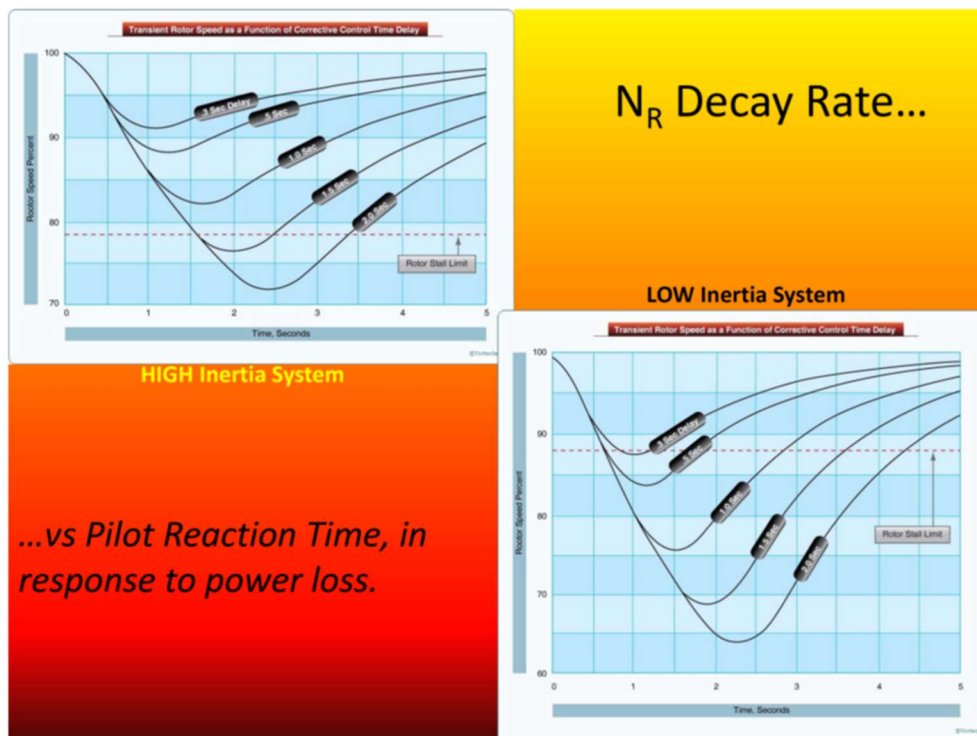 Transient Rotor Speed as a Function of Corrective Control Time Delay
100
90
80
70
Rootor Speed Percent
.3 Sec Delay
.5 Sec
1.0 Sec
1.5 Sec
2.0 Sec
Rotor Stall Limit
0
1
2
3
4
5
Time, Seconds
NR Decay Rate...
LOW Inertia System
HIGH Inertia System
...vs Pilot Reaction Time, in
response to power loss.
Transient Rotor Speed as a Function of Corrective Control Time Delay
100
90
80
70
60
Rootor Speed Percent
.3 Sec Delay
.5 Sec
1.0 Sec
1.5 Sec
2.0 Sec
Rotor Stall Limit
0
1
2
3
4
5
Time, Seconds